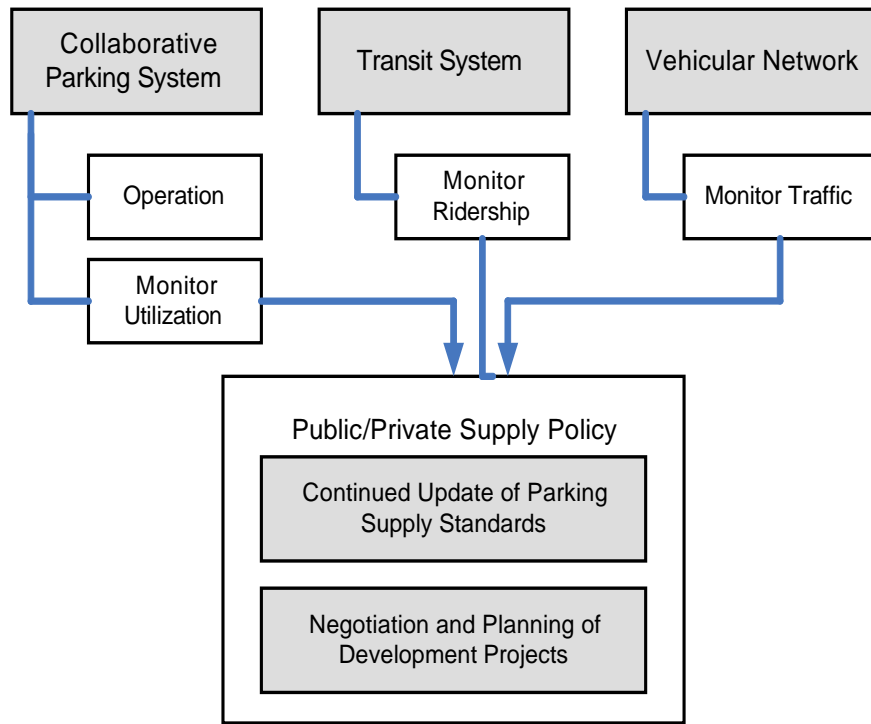 Collaborative
Parking System
Transit System
Vehicular Network
Operation
Monitor
Ridership
Monitor Traffic
Monitor
Utilization
Public/Private Supply Policy
Continued Update of Parking
Supply Standards
Negotiation and Planning of
Development Projects